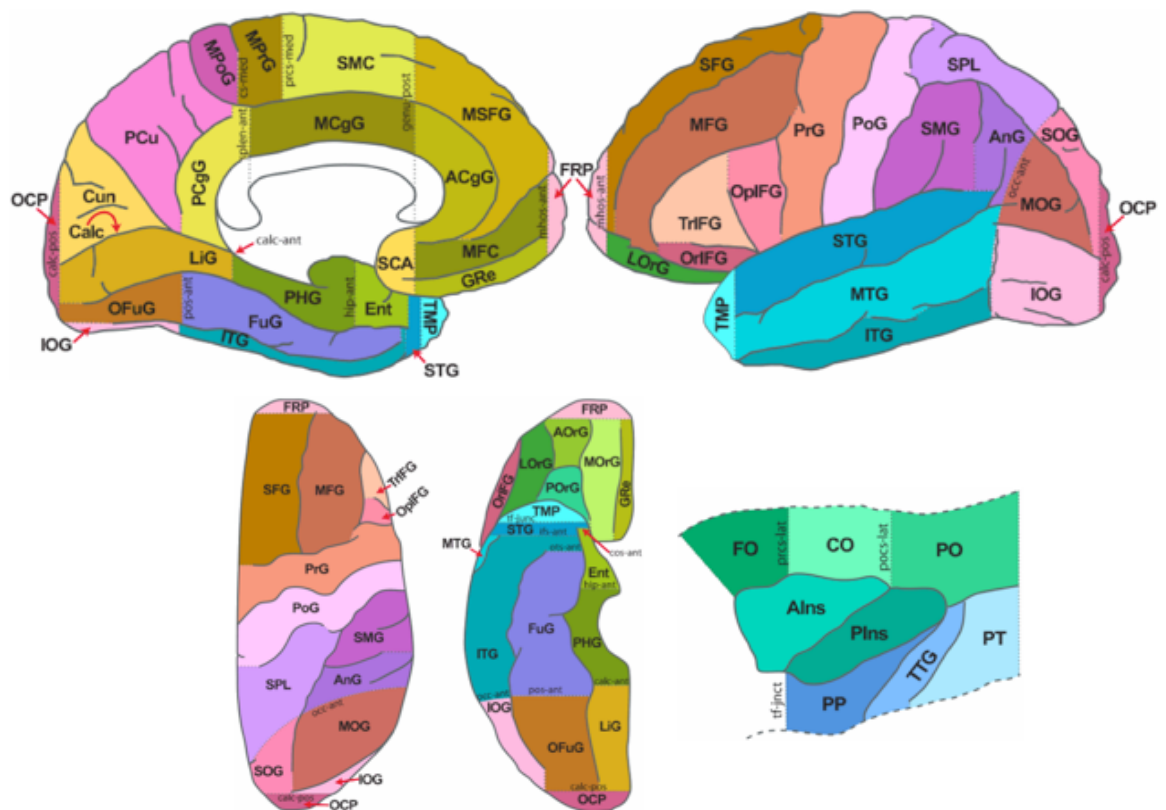 MPoG
cs-med
MPrG
prcs-med
SMC
genu-post
MSFG
PCu
splen-ant
MCgG
PCgG
ACgG
FRP
mhos-ant
OCP
Cun
Calc
calc-pos
calc-ant
LiG
SCA
MFC
GRe
OFuG
pos-ant
PHG
hip-ant
Ent
FuG
TMP
IOG
ITG
STG
SFG
SPL
MFG
PrG
PoG
SMG
AnG
SOG
mhos-ant
OpIFG
TrIFG
occ-ant
MOG
OCP
calc-pos
LOrG
OrIFG
STG
MTG
IOG
TMP
ITG
FRP
SFG
MFG
TrIFG
OpIFG
PrG
PoG
SMG
SPL
AnG
occ-ant
MOG
SOG
IOG
calc-pos
OCP
FRP
AOrG
LOrG
MOrG
OrIFG
POrG
GRe
TMP
tf-junc
STG
MTG
ots-ant
cos-ant
Ent
hip-ant
FuG
PHG
ITG
calc-ant
occ-ant
pos-ant
IOG
LiG
OFuG
calc-pos
OCP
FO
prcs-lat
CO
pocs-lat
PO
AIns
PIns
TTG
PT
tf-jnct
PP